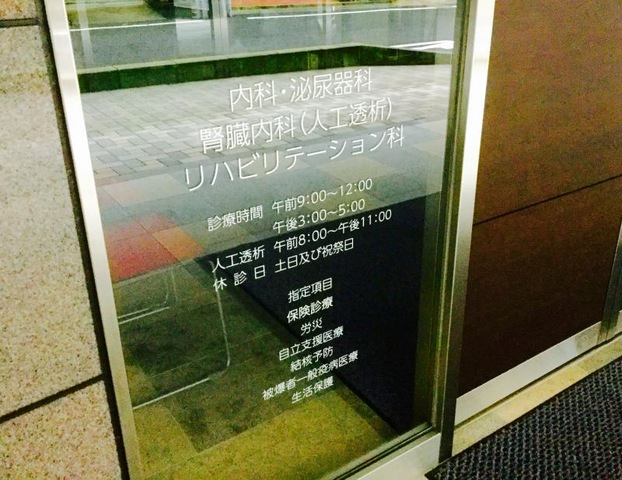 内科・泌尿器科
腎臓内科(人工透析)
リハビリテーション科
診療時間 午前9:00～12:00
午後3:00～5:00
人工透析 午前8:00～午後11:00
休診日 土日及び祝祭日
指定項目
保険診療
労災
自立支援医療
結核予防
被爆者一般疾病医療
生活保護